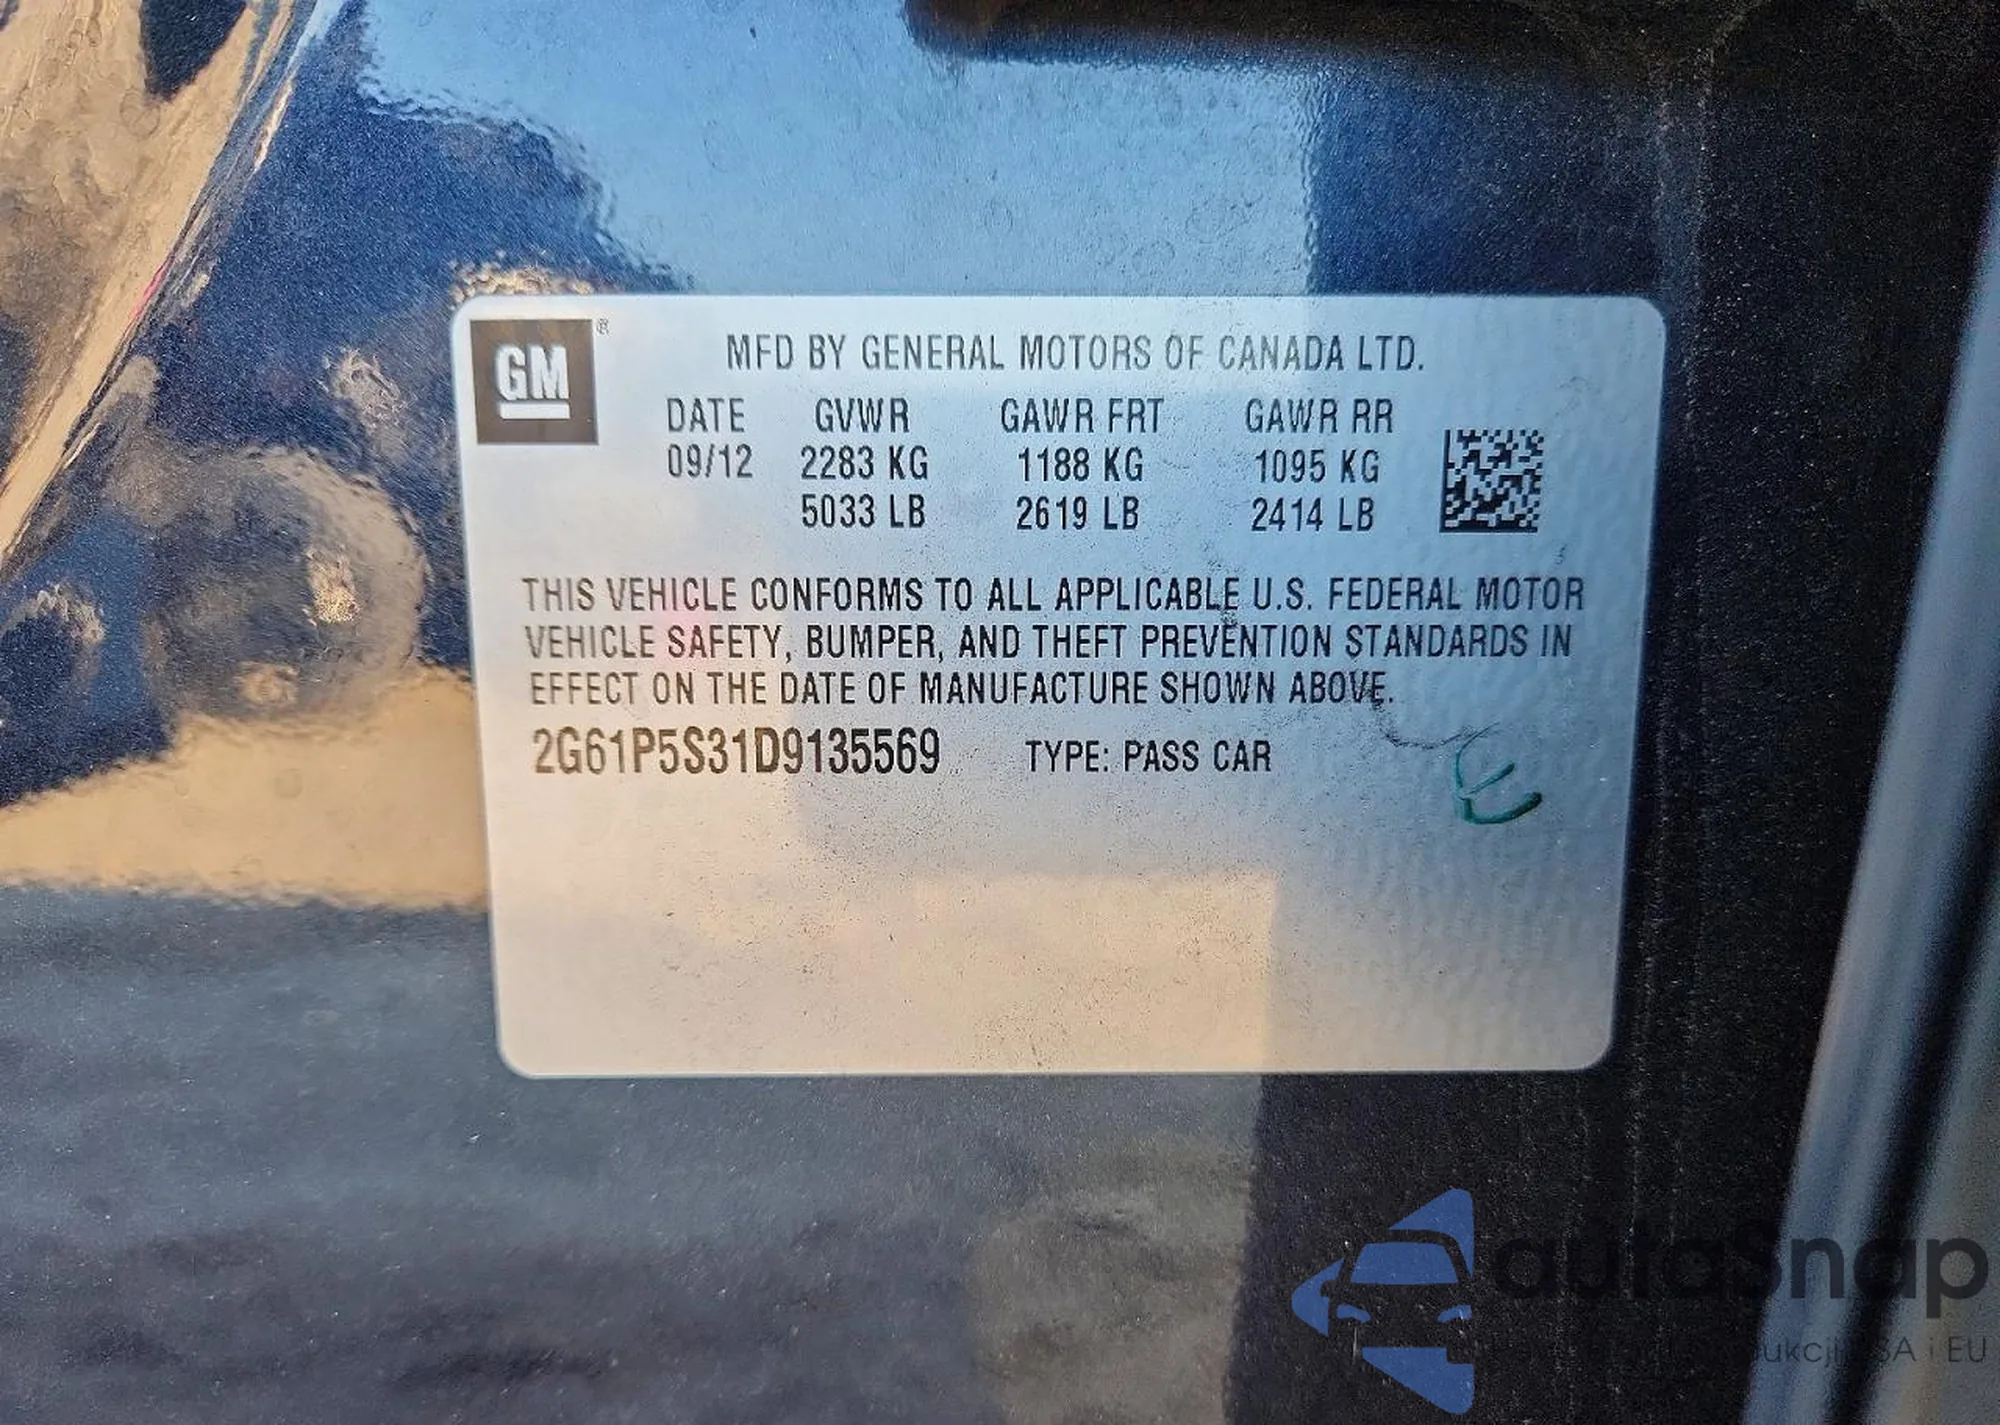 GM ®
MFD BY GENERAL MOTORS OF CANADA LTD.
DATE GVWR GAWR FRT GAWR RR
09/12 2283 KG 1188 KG 1095 KG
5033 LB 2619 LB 2414 LB
THIS VEHICLE CONFORMS TO ALL APPLICABLE U.S. FEDERAL MOTOR
VEHICLE SAFETY, BUMPER, AND THEFT PREVENTION STANDARDS IN
EFFECT ON THE DATE OF MANUFACTURE SHOWN ABOVE.
2G61P5S31D9135569 TYPE: PASS CAR
autaSnap
i EU